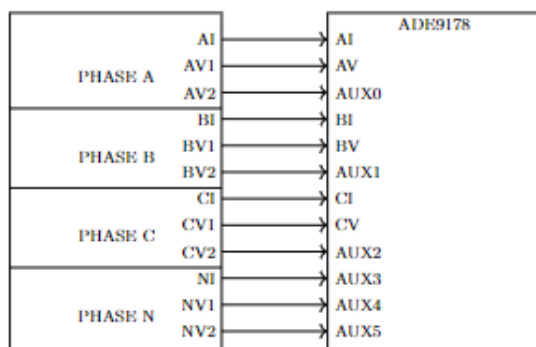 ADE9178
AI AI
AV1 AV
PHASE A
AV2 AUX0
BI BI
BV1 BV
PHASE B
BV2 AUX1
CI CI
CV1 CV
PHASE C
CV2 AUX2
NI AUX3
NV1 AUX4
PHASE N
NV2 AUX5